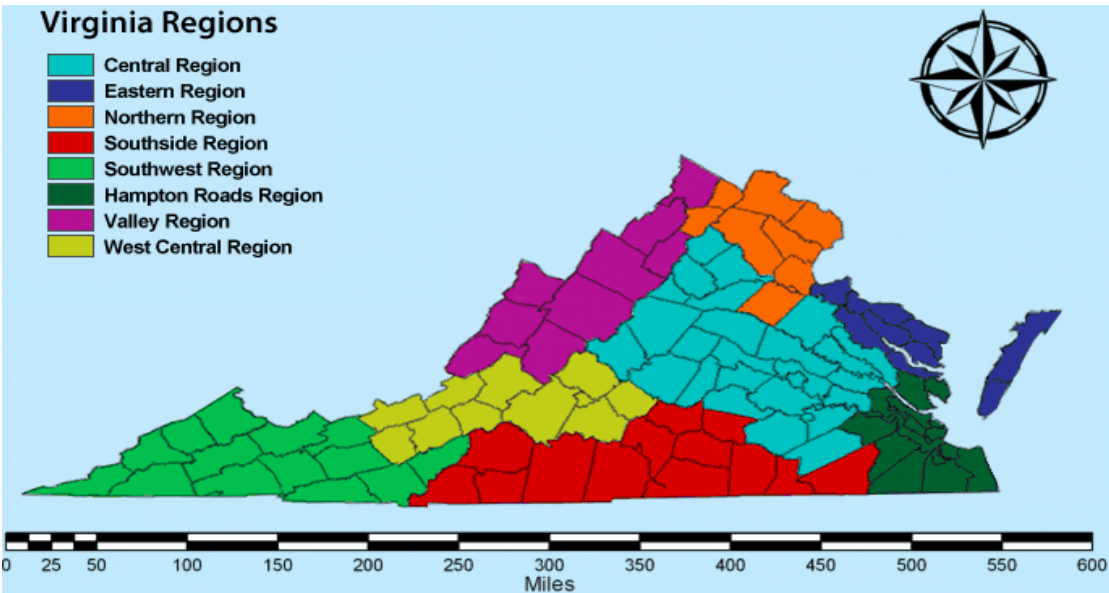 Virginia Regions
Central Region
Eastern Region
Northern Region
Southside Region
Southwest Region
Hampton Roads Region
Valley Region
West Central Region
0 25 50 100 150 200 250 300 350 400 450 500 550 600
Miles